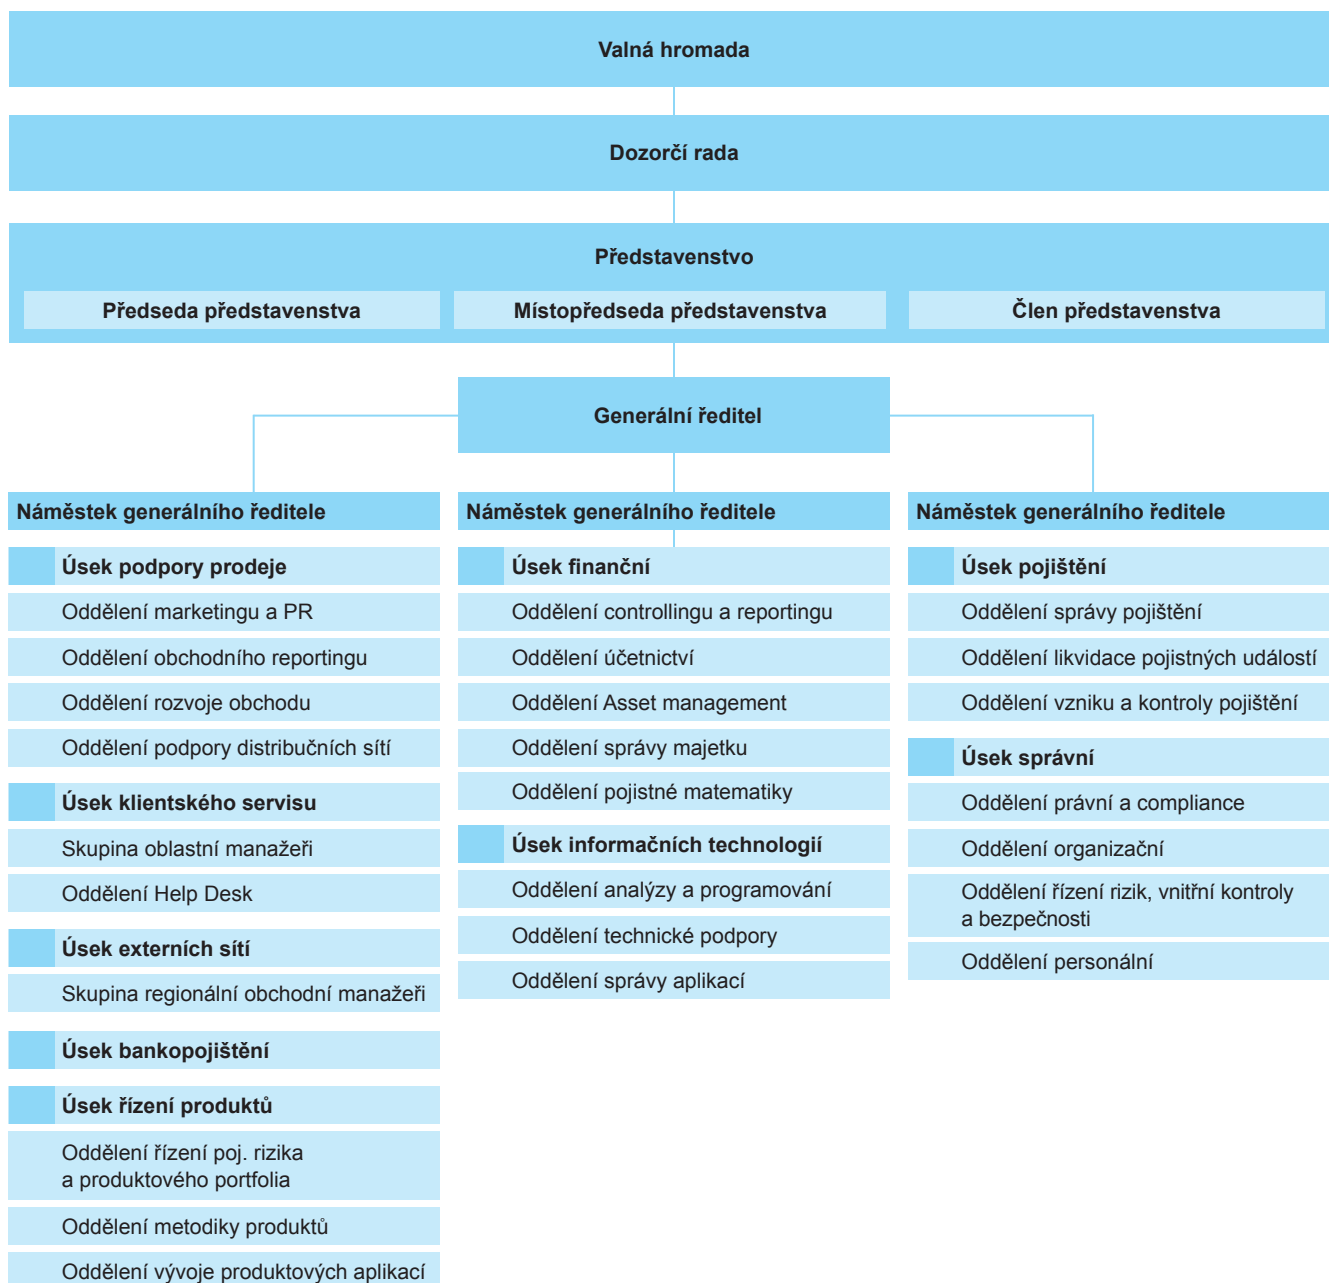 Valná hromada
Dozorčí rada
Představenstvo
Předseda představenstva
Místopředseda představenstva
Člen představenstva
Generální ředitel
Náměstek generálního ředitele
Úsek podpory prodeje
Oddělení marketingu a PR
Oddělení obchodního reportingu
Oddělení rozvoje obchodu
Oddělení podpory distribučních sítí
Úsek klientského servisu
Skupina oblastní manažeři
Oddělení Help Desk
Úsek externích sítí
Skupina regionální obchodní manažeři
Úsek bankopojištění
Úsek řízení produktů
Oddělení řízení poj. rizika
a produktového portfolia
Oddělení metodiky produktů
Oddělení vývoje produktových aplikací
Náměstek generálního ředitele
Úsek finanční
Oddělení controllingu a reportingu
Oddělení účetnictví
Oddělení Asset management
Oddělení správy majetku
Oddělení pojistné matematiky
Úsek informačních technologií
Oddělení analýzy a programování
Oddělení technické podpory
Oddělení správy aplikací
Náměstek generálního ředitele
Úsek pojištění
Oddělení správy pojištění
Oddělení likvidace pojistných událostí
Oddělení vzniku a kontroly pojištění
Úsek správní
Oddělení právní a compliance
Oddělení organizační
Oddělení řízení rizik, vnitřní kontroly
a bezpečnosti
Oddělení personální